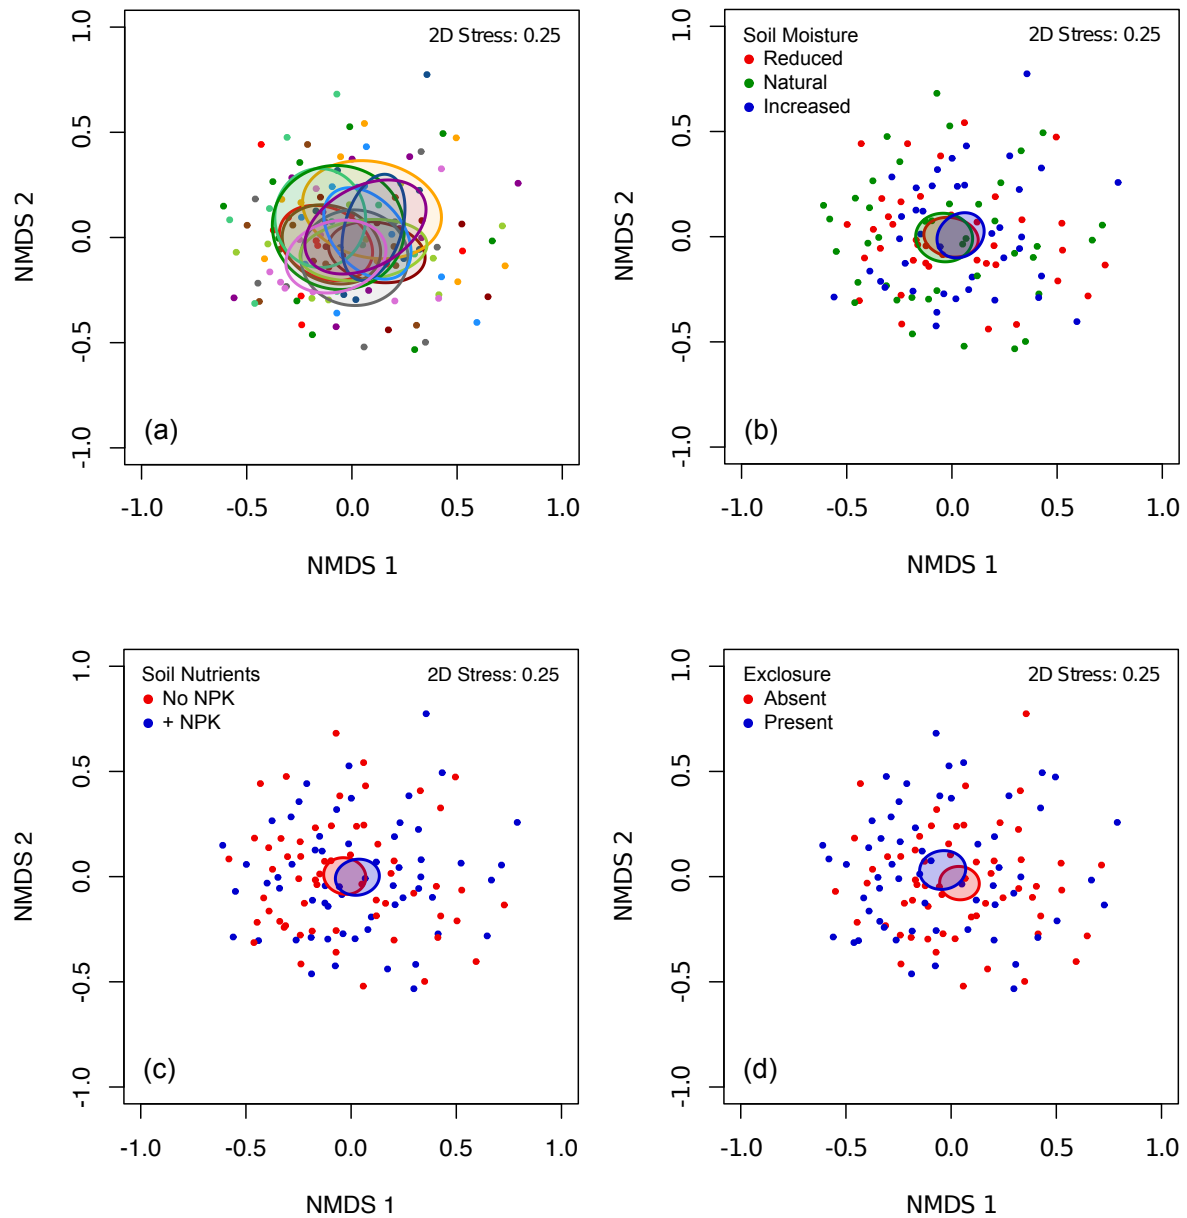 2D Stress: 0.25
1.0
0.5
0.0
-0.5
-1.0
NMDS 2
(a)
-1.0 -0.5 0.0 0.5 1.0
NMDS 1
Soil Moisture
Reduced
Natural
Increased
2D Stress: 0.25
1.0
0.5
0.0
-0.5
-1.0
NMDS 2
(b)
-1.0 -0.5 0.0 0.5 1.0
NMDS 1
Soil Nutrients
No NPK
+ NPK
2D Stress: 0.25
1.0
0.5
0.0
-0.5
-1.0
NMDS 2
(c)
-1.0 -0.5 0.0 0.5 1.0
NMDS 1
Exclosure
Absent
Present
2D Stress: 0.25
1.0
0.5
0.0
-0.5
-1.0
NMDS 2
(d)
-1.0 -0.5 0.0 0.5 1.0
NMDS 1